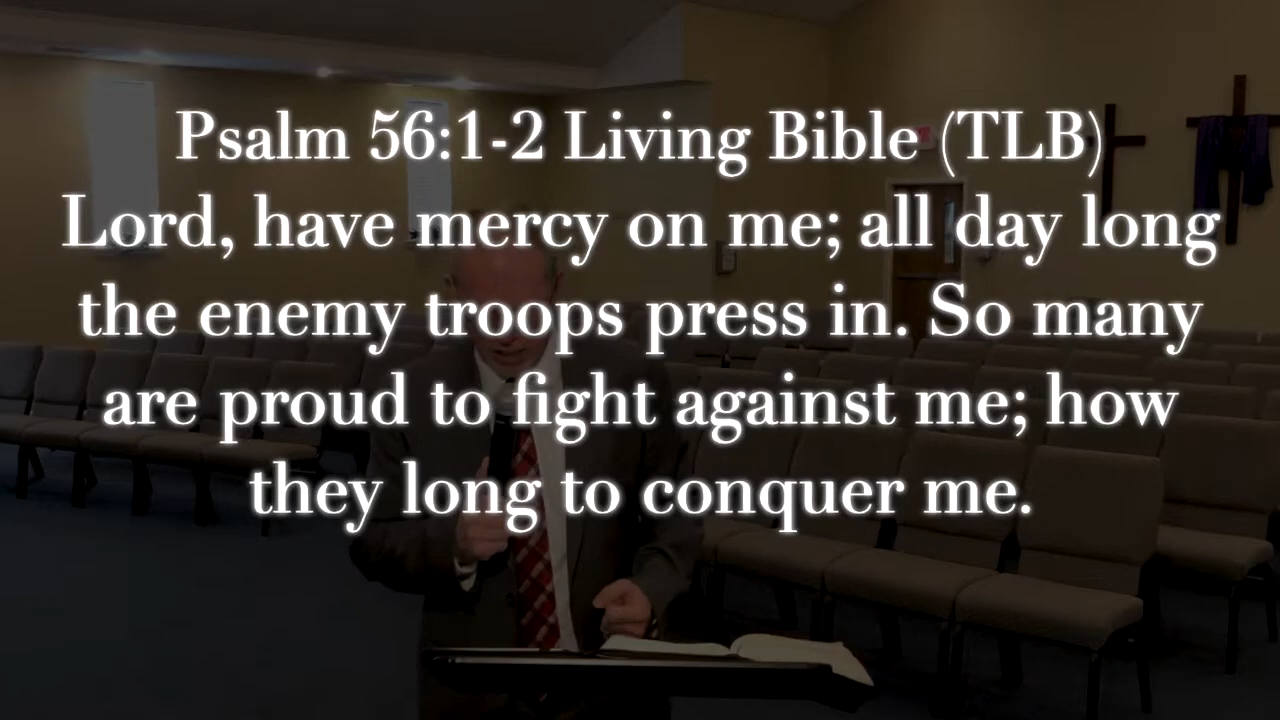 Psalm 56:1-2 Living Bible (TLB)
Lord, have mercy on me; all day long
the enemy troops press in. So many
are proud to fight against me; how
they long to conquer me.